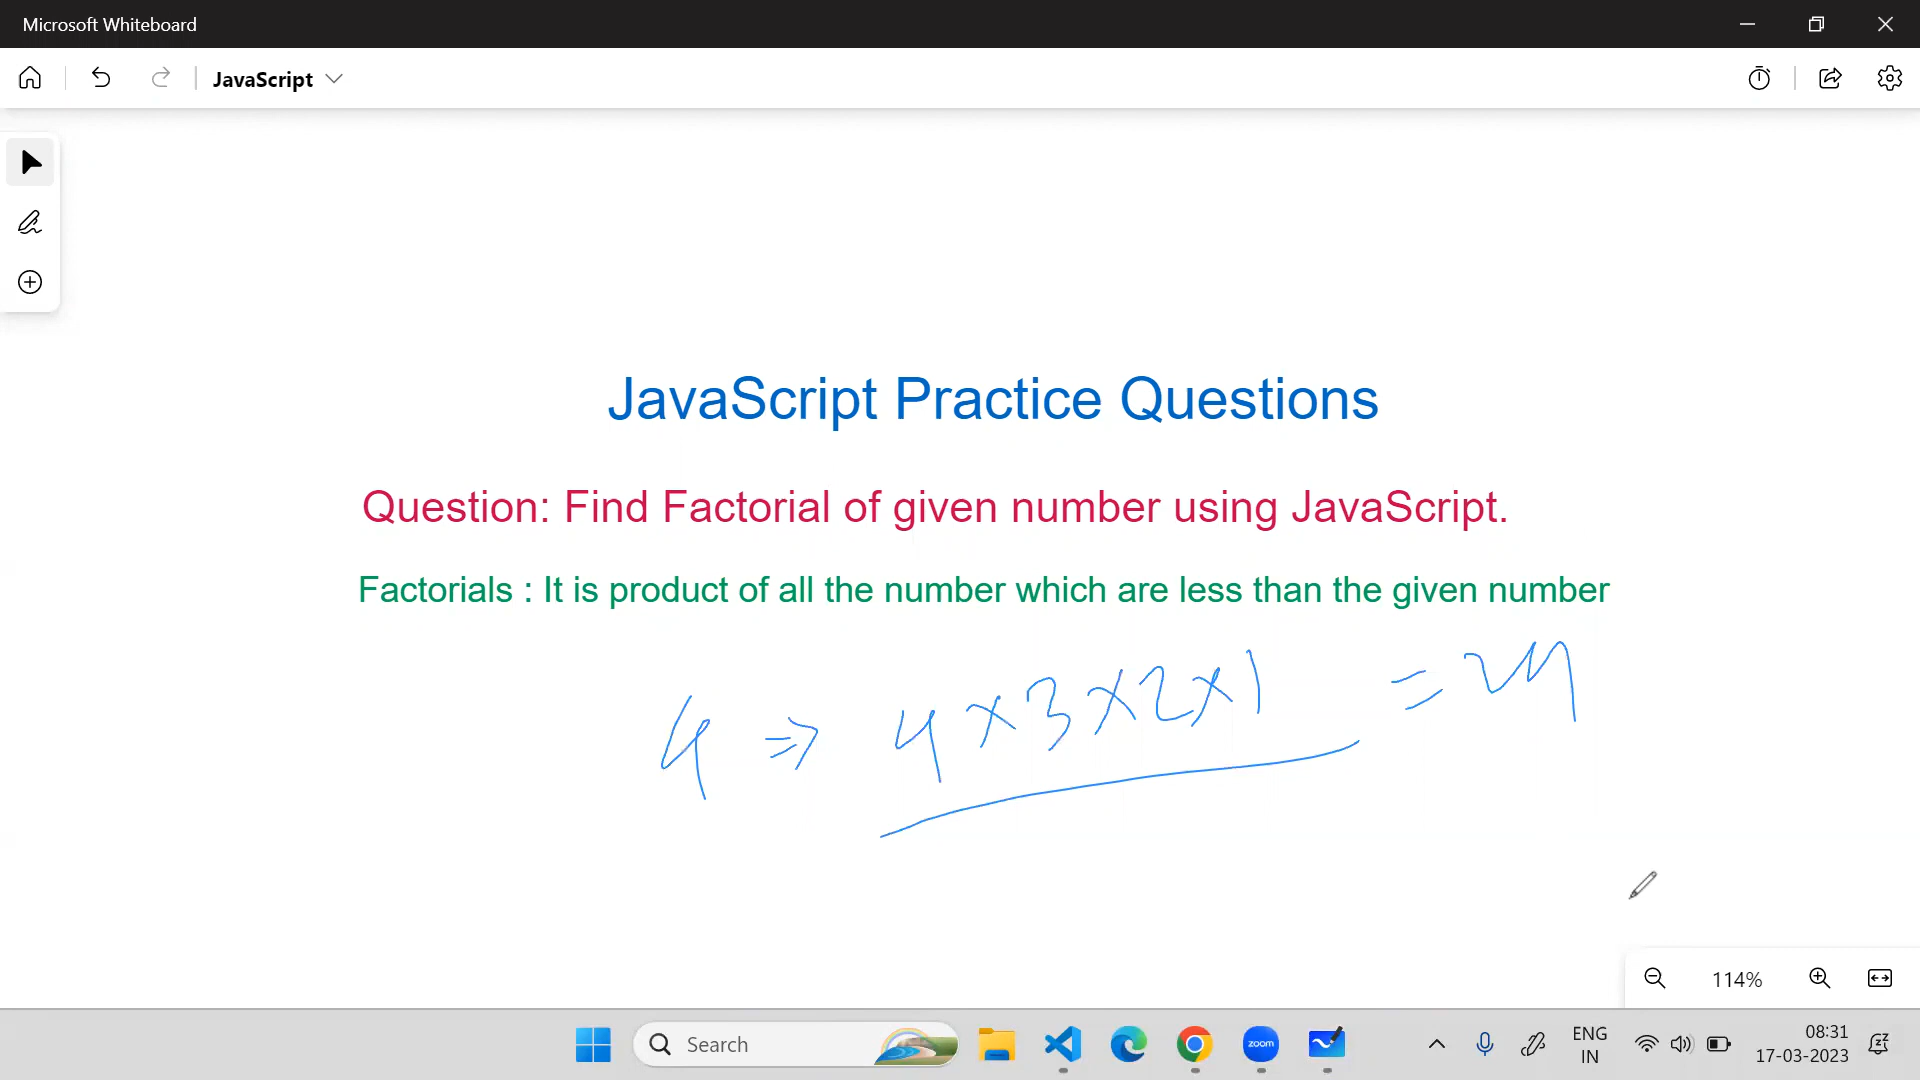 Microsoft Whiteboard
JavaScript
JavaScript Practice Questions
Question: Find Factorial of given number using JavaScript.
Factorials : It is product of all the number which are less than the given number
4 ⇒ 4 × 3 × 2 × 1 = 24
114%
Search
zoom
ENG
IN
08:31
17-03-2023